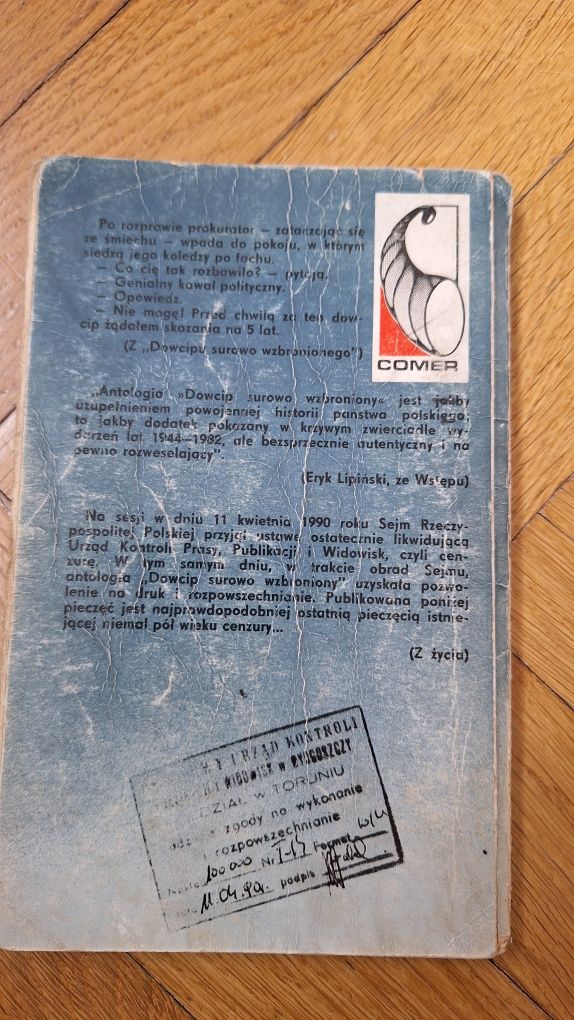 Po rozprawie prokurator — zataczając się
ze śmiechu — wpada do pokoju, w którym
siedzą jego koledzy po fachu.
— Co cię tak rozbawiło? — pytają.
— Genialny kawał polityczny.
— Opowiedz.
— Nie mogę! Przed chwilą za ten dow-
cip żądałem skazania na 5 lat.
(Z „Dowcipu surowo wzbronionego")
COMER
„Antologia »Dowcip surowo wzbroniony« jest jakby
uzupełnieniem powojennej historii państwa polskiego;
to jakby dodatek pokazany w krzywym zwierciadle wy-
darzeń lat 1944—1982, ale bezsprzecznie autentyczny i na
pewno rozweselający".
(Eryk Lipiński, ze Wstępu)
Na sesji w dniu 11 kwietnia 1990 roku Sejm Rzeczy-
pospolitej Polskiej przyjął ustawę ostatecznie likwidującą
Urząd Kontroli Prasy, Publikacji i Widowisk, czyli cen-
zurę. W tym samym dniu, w trakcie obrad Sejmu,
antologia „Dowcip surowo wzbroniony" uzyskała pozwo-
lenie na druk i rozpowszechnianie. Publikowana poniżej
pieczęć jest najprawdopodobniej ostatnią pieczęcią istnie-
jącej niemal pół wieku cenzury...
(Z życia)
URZĄD KONTROLI
I WIDOWISK W BYDGOSZCZY
W TORUNIU
zgody na wykonanie
i rozpowszechnianie
100 000 Nr I-14 Format
11.04.90r. podpis